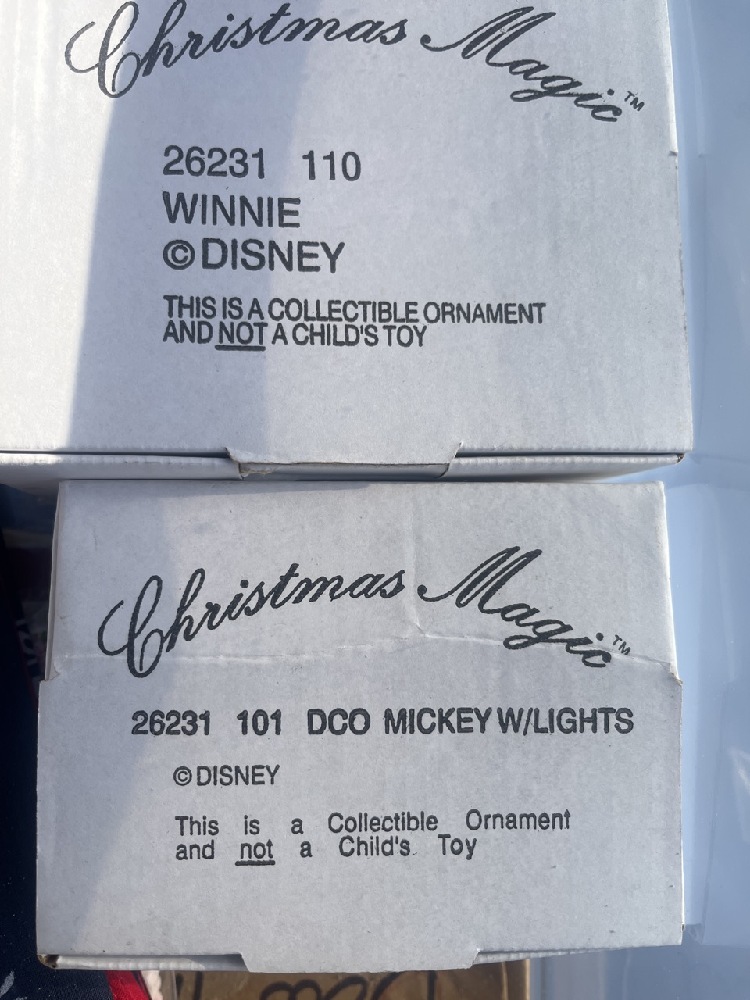 Christmas Magic™
26231 110
WINNIE
© DISNEY
THIS IS A COLLECTIBLE ORNAMENT
AND NOT A CHILD'S TOY
Christmas Magic™
26231 101 DCO MICKEY W/LIGHTS
© DISNEY
This is a Collectible Ornament
and not a Child's Toy